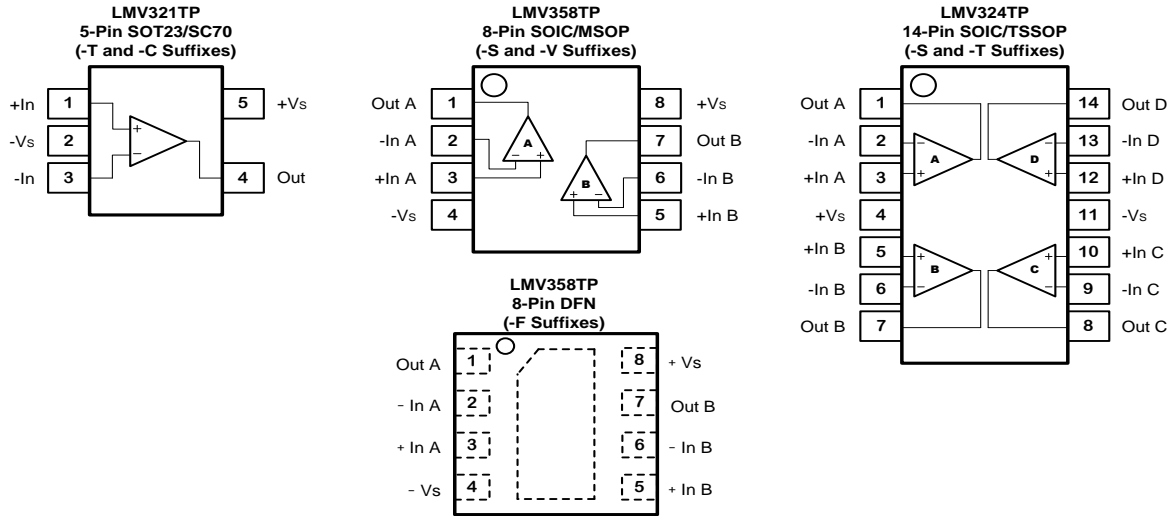 LMV321TP
5-Pin SOT23/SC70
(-T and -C Suffixes)
+In 1 5 +Vs
+
-Vs 2
−
-In 3 4 Out
LMV358TP
8-Pin SOIC/MSOP
(-S and -V Suffixes)
Out A 1 8 +Vs
-In A 2 A 7 Out B
− +
+In A 3 B 6 -In B
+ −
-Vs 4 5 +In B
LMV324TP
14-Pin SOIC/TSSOP
(-S and -T Suffixes)
Out A 1 14 Out D
-In A 2 − − 13 -In D
A D
+In A 3 + + 12 +In D
+Vs 4 11 -Vs
+In B 5 + + 10 +In C
B C
-In B 6 − − 9 -In C
Out B 7 8 Out C
LMV358TP
8-Pin DFN
(-F Suffixes)
Out A 1 8 + Vs
- In A 2 7 Out B
+ In A 3 6 - In B
- Vs 4 5 + In B